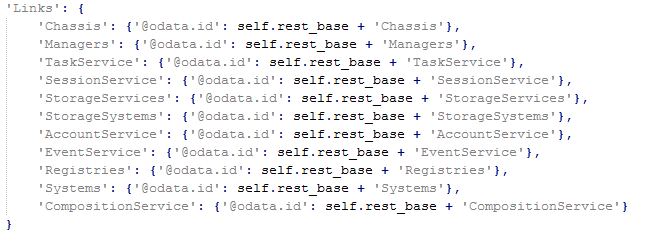 'Links': {
    'Chassis': {'@odata.id': self.rest_base + 'Chassis'},
    'Managers': {'@odata.id': self.rest_base + 'Managers'},
    'TaskService': {'@odata.id': self.rest_base + 'TaskService'},
    'SessionService': {'@odata.id': self.rest_base + 'SessionService'},
    'StorageServices': {'@odata.id': self.rest_base + 'StorageServices'},
    'StorageSystems': {'@odata.id': self.rest_base + 'StorageSystems'},
    'AccountService': {'@odata.id': self.rest_base + 'AccountService'},
    'EventService': {'@odata.id': self.rest_base + 'EventService'},
    'Registries': {'@odata.id': self.rest_base + 'Registries'},
    'Systems': {'@odata.id': self.rest_base + 'Systems'},
    'CompositionService': {'@odata.id': self.rest_base + 'CompositionService'}
}